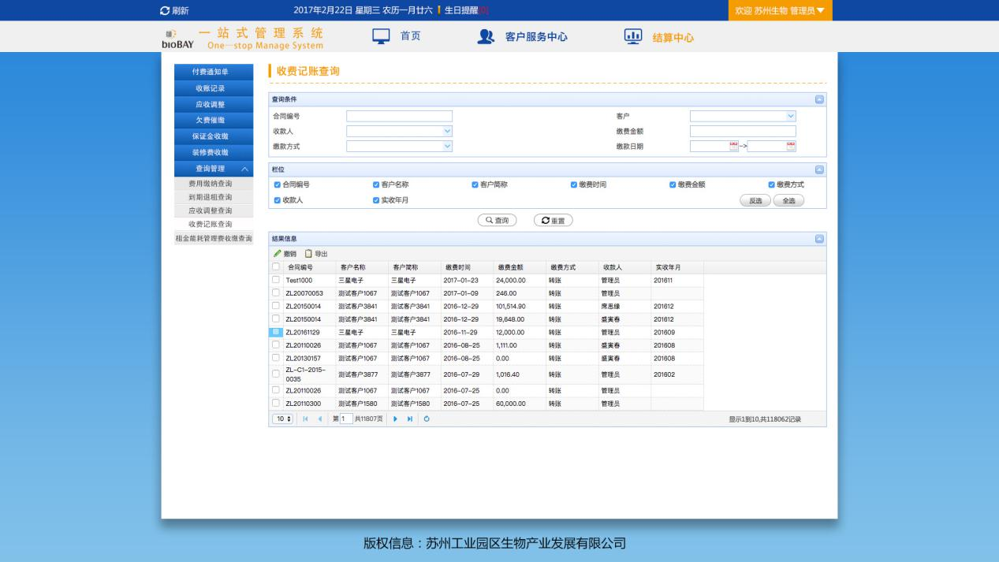 刷新 2017年2月22日 星期三 农历一月廿六 生日提醒[0] 欢迎 苏州生物 管理员
bioBAY 一站式管理系统 首页 客户服务中心 结算中心
One-stop Manage System
付费通知单
收账记录
应收调整
欠费催缴
保证金收缴
装修费收缴
查询管理
费用缴纳查询
到期退租查询
应收调整查询
收费记账查询
租金能耗管理费收缴查询
收费记账查询
查询条件
合同编号 客户
收款人 缴费金额
缴款方式 缴款日期 -->
栏位
合同编号 客户名称 客户简称 缴费时间 缴费金额 缴费方式
收款人 实收年月 反选 全选
查询 重置
结果信息
撤销 导出
合同编号 客户名称 客户简称 缴费时间 缴费金额 缴费方式 收款人 实收年月
Test1000 三星电子 三星电子 2017-01-23 24,000.00 转账 管理员 201611
ZL20070053 测试客户1067 测试客户1067 2017-01-09 246.00 转账 管理员
ZL20150014 测试客户3841 测试客户3841 2016-12-29 101,514.90 转账 席思缘 201612
ZL20150014 测试客户3841 测试客户3841 2016-12-29 19,648.00 转账 盛寅春 201612
ZL20161129 三星电子 三星电子 2016-11-29 12,000.00 转账 管理员 201609
ZL20110026 测试客户1067 测试客户1067 2016-08-25 1,111.00 转账 盛寅春 201608
ZL20130157 测试客户1067 测试客户1067 2016-08-25 0.00 转账 盛寅春 201608
ZL-C1-2015-0035 测试客户3877 测试客户3877 2016-07-29 1,016.40 转账 管理员 201602
ZL20110026 测试客户1067 测试客户1067 2016-07-25 0.00 转账 管理员
ZL20110300 测试客户1580 测试客户1580 2016-07-25 60,000.00 转账 管理员
10 第 1 共11807页 显示1到10,共118062记录
版权信息：苏州工业园区生物产业发展有限公司